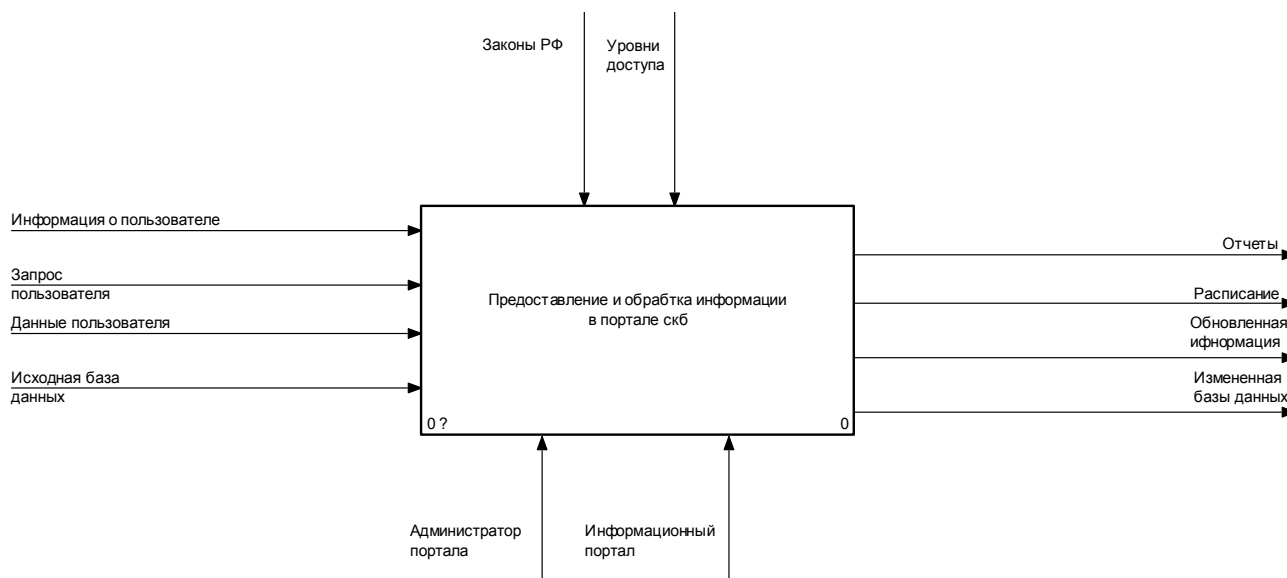 Законы РФ
Уровни
доступа
Информация о пользователе
Запрос
пользователя
Данные пользователя
Исходная база
данных
Предоставление и обрабтка информации
в портале скб
0 ?
0
Отчеты
Расписание
Обновленная
ифнормация
Измененная
базы данных
Администратор
портала
Информационный
портал